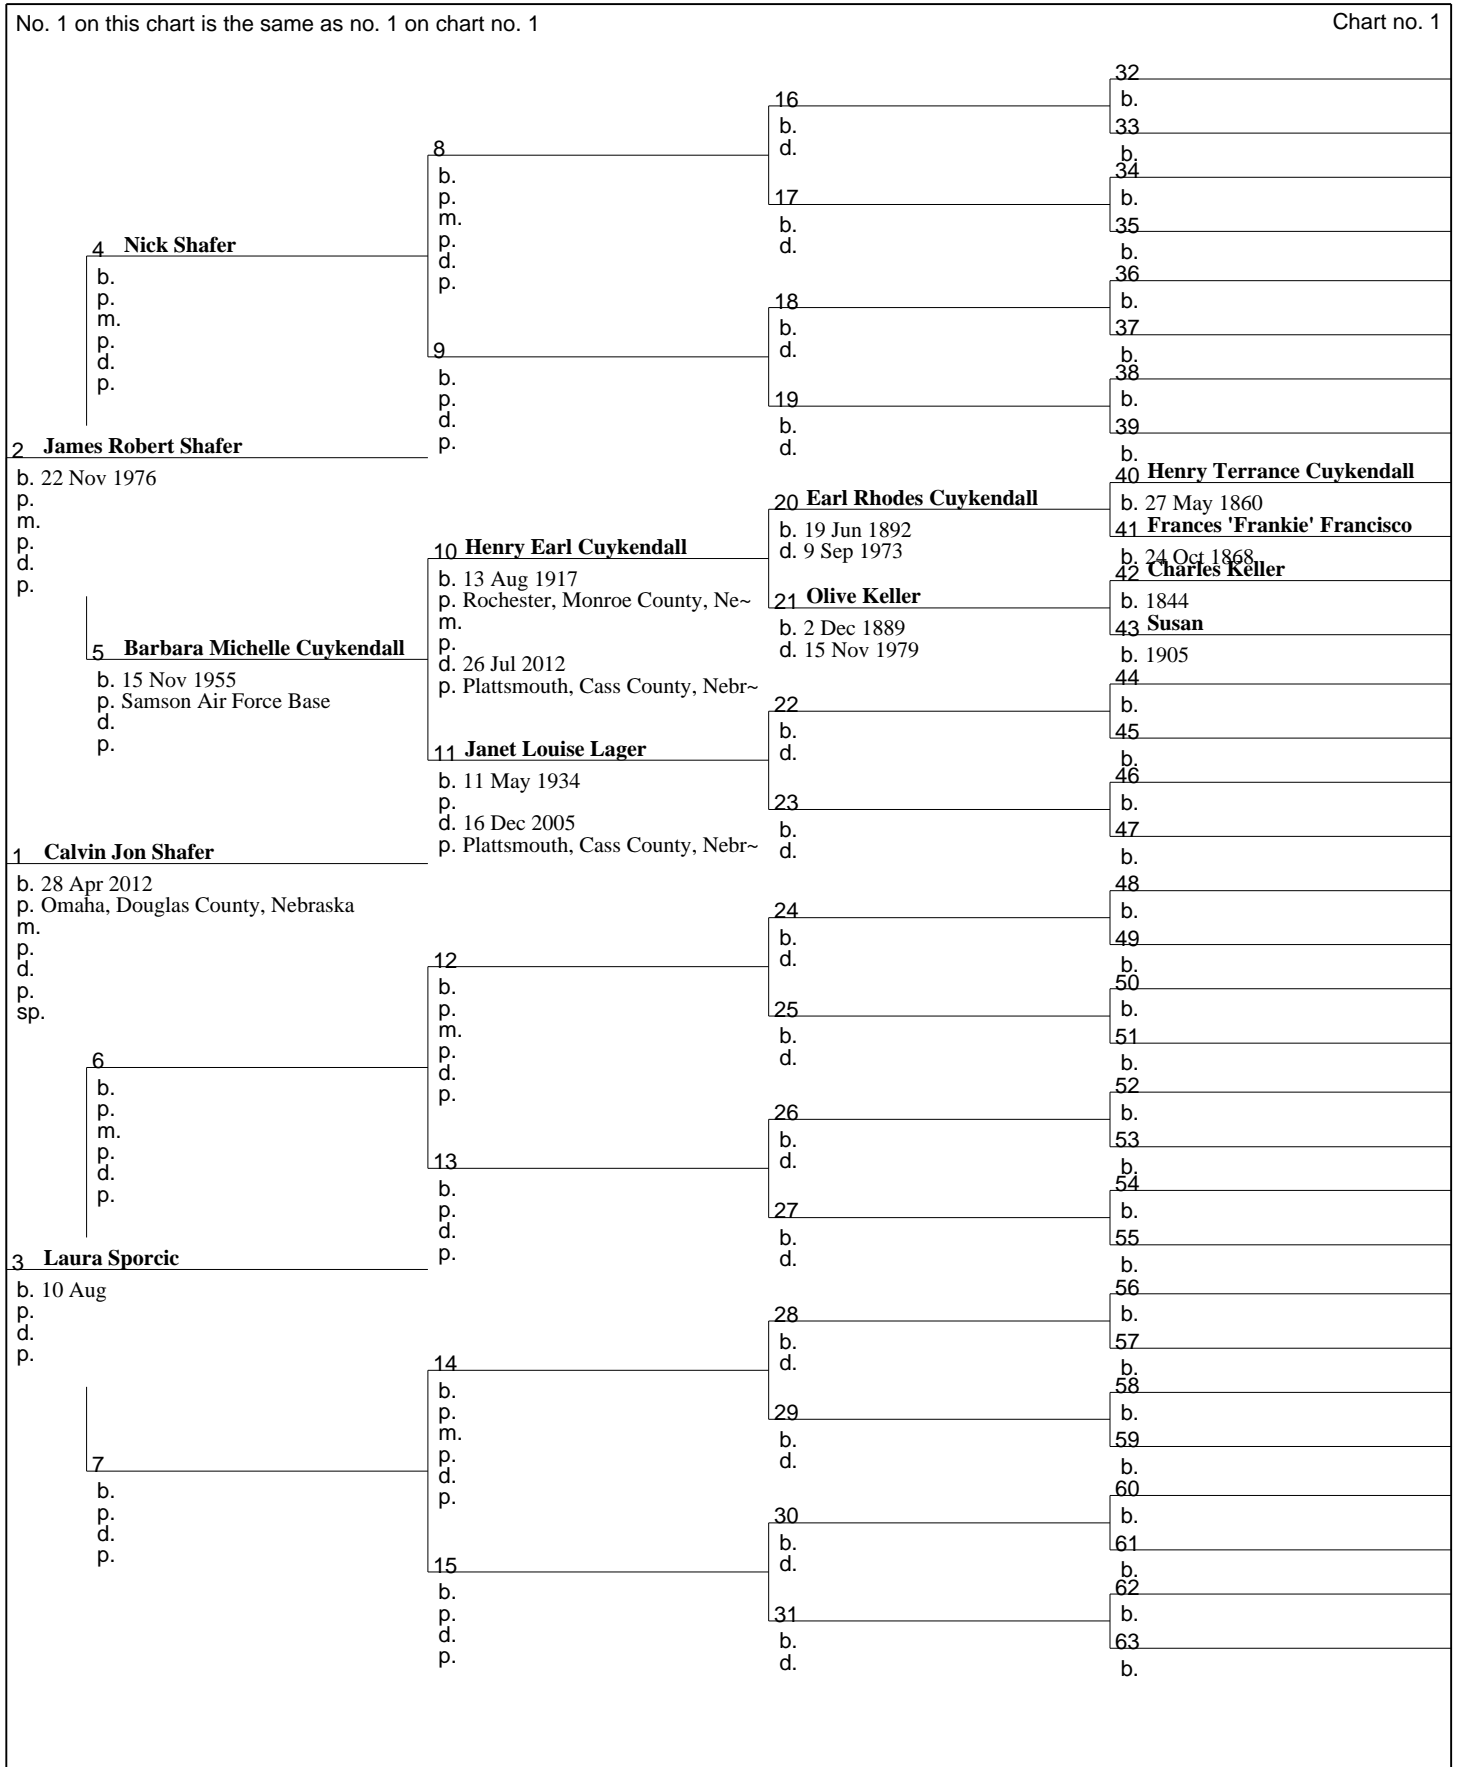 No. 1 on this chart is the same as no. 1 on chart no. 1
Chart no. 1
4 Nick Shafer
b.
p.
m.
p.
d.
p.
2 James Robert Shafer
b. 22 Nov 1976
p.
m.
p.
d.
p.
5 Barbara Michelle Cuykendall
b. 15 Nov 1955
p. Samson Air Force Base
d.
p.
1 Calvin Jon Shafer
b. 28 Apr 2012
p. Omaha, Douglas County, Nebraska
m.
p.
d.
p.
sp.
6
b.
p.
m.
p.
d.
p.
3 Laura Sporcic
b. 10 Aug
p.
d.
p.
7
b.
p.
d.
p.
8
b.
p.
m.
p.
d.
p.
9
b.
p.
d.
p.
10 Henry Earl Cuykendall
b. 13 Aug 1917
p. Rochester, Monroe County, Ne~
m.
p.
d. 26 Jul 2012
p. Plattsmouth, Cass County, Nebr~
11 Janet Louise Lager
b. 11 May 1934
p.
d. 16 Dec 2005
p. Plattsmouth, Cass County, Nebr~
12
b.
p.
m.
p.
d.
p.
13
b.
p.
d.
p.
14
b.
p.
m.
p.
d.
p.
15
b.
p.
d.
p.
16
b.
d.
17
b.
d.
18
b.
d.
19
b.
d.
20 Earl Rhodes Cuykendall
b. 19 Jun 1892
d. 9 Sep 1973
21 Olive Keller
b. 2 Dec 1889
d. 15 Nov 1979
22
b.
d.
23
b.
d.
24
b.
d.
25
b.
d.
26
b.
d.
27
b.
d.
28
b.
d.
29
b.
d.
30
b.
d.
31
b.
d.
32
b.
33
b.
34
b.
35
b.
36
b.
37
b.
38
b.
39
b.
40 Henry Terrance Cuykendall
b. 27 May 1860
41 Frances 'Frankie' Francisco
b. 24 Oct 1868
42 Charles Keller
b. 1844
43 Susan
b. 1905
44
b.
45
b.
46
b.
47
b.
48
b.
49
b.
50
b.
51
b.
52
b.
53
b.
54
b.
55
b.
56
b.
57
b.
58
b.
59
b.
60
b.
61
b.
62
b.
63
b.